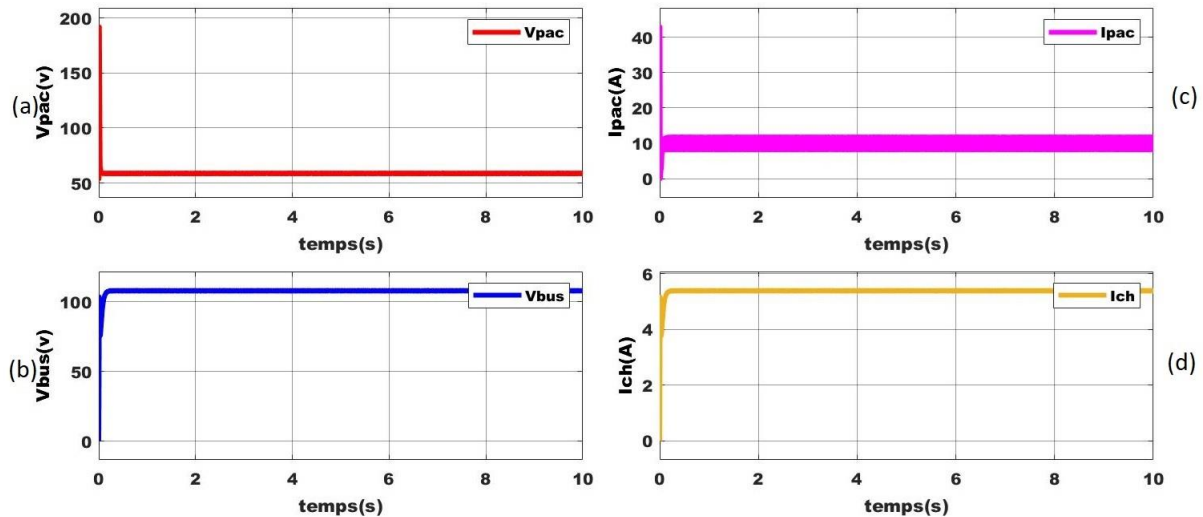 (a)
Vpac(v)
200
150
100
50
Vpac
0 2 4 6 8 10
temps(s)
(c)
Ipac(A)
40
30
20
10
0
Ipac
0 2 4 6 8 10
temps(s)
(b)
Vbus(v)
100
50
0
Vbus
0 2 4 6 8 10
temps(s)
(d)
Ich(A)
6
4
2
0
Ich
0 2 4 6 8 10
temps(s)